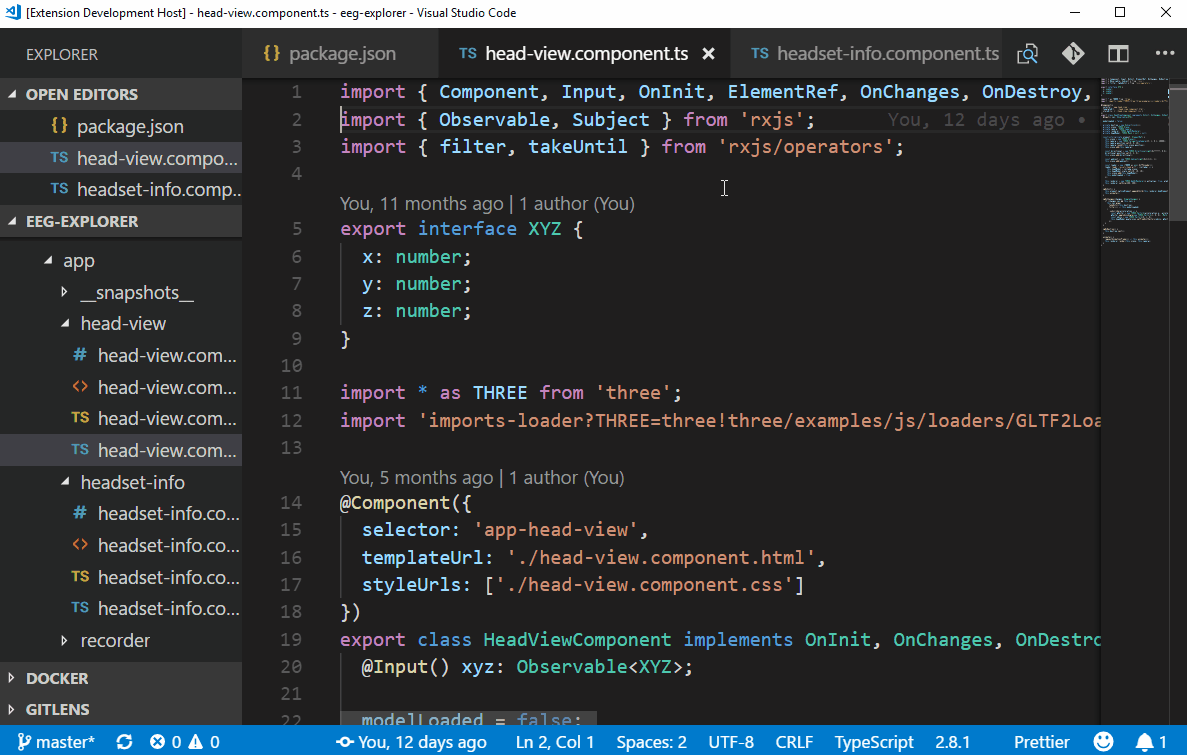 [Extension Development Host] - head-view.component.ts - eeg-explorer - Visual Studio Code
EXPLORER
{} package.json
TS head-view.component.ts
TS headset-info.component.ts
OPEN EDITORS
{} package.json
TS head-view.compo...
TS headset-info.comp...
EEG-EXPLORER
app
__snapshots__
head-view
# head-view.com...
<> head-view.com...
TS head-view.com...
TS head-view.com...
headset-info
# headset-info.co...
<> headset-info.co...
TS headset-info.co...
TS headset-info.co...
recorder
DOCKER
GITLENS
1 import { Component, Input, OnInit, ElementRef, OnChanges, OnDestroy,
2 import { Observable, Subject } from 'rxjs'; You, 12 days ago •
3 import { filter, takeUntil } from 'rxjs/operators';
4
You, 11 months ago | 1 author (You)
5 export interface XYZ {
6 x: number;
7 y: number;
8 z: number;
9 }
10
11 import * as THREE from 'three';
12 import 'imports-loader?THREE=three!three/examples/js/loaders/GLTF2Loa
13
You, 5 months ago | 1 author (You)
14 @Component({
15 selector: 'app-head-view',
16 templateUrl: './head-view.component.html',
17 styleUrls: ['./head-view.component.css']
18 })
19 export class HeadViewComponent implements OnInit, OnChanges, OnDestro
20 @Input() xyz: Observable<XYZ>;
21
22 modelLoaded = false;
master* 0 0 You, 12 days ago Ln 2, Col 1 Spaces: 2 UTF-8 CRLF TypeScript 2.8.1 Prettier 1